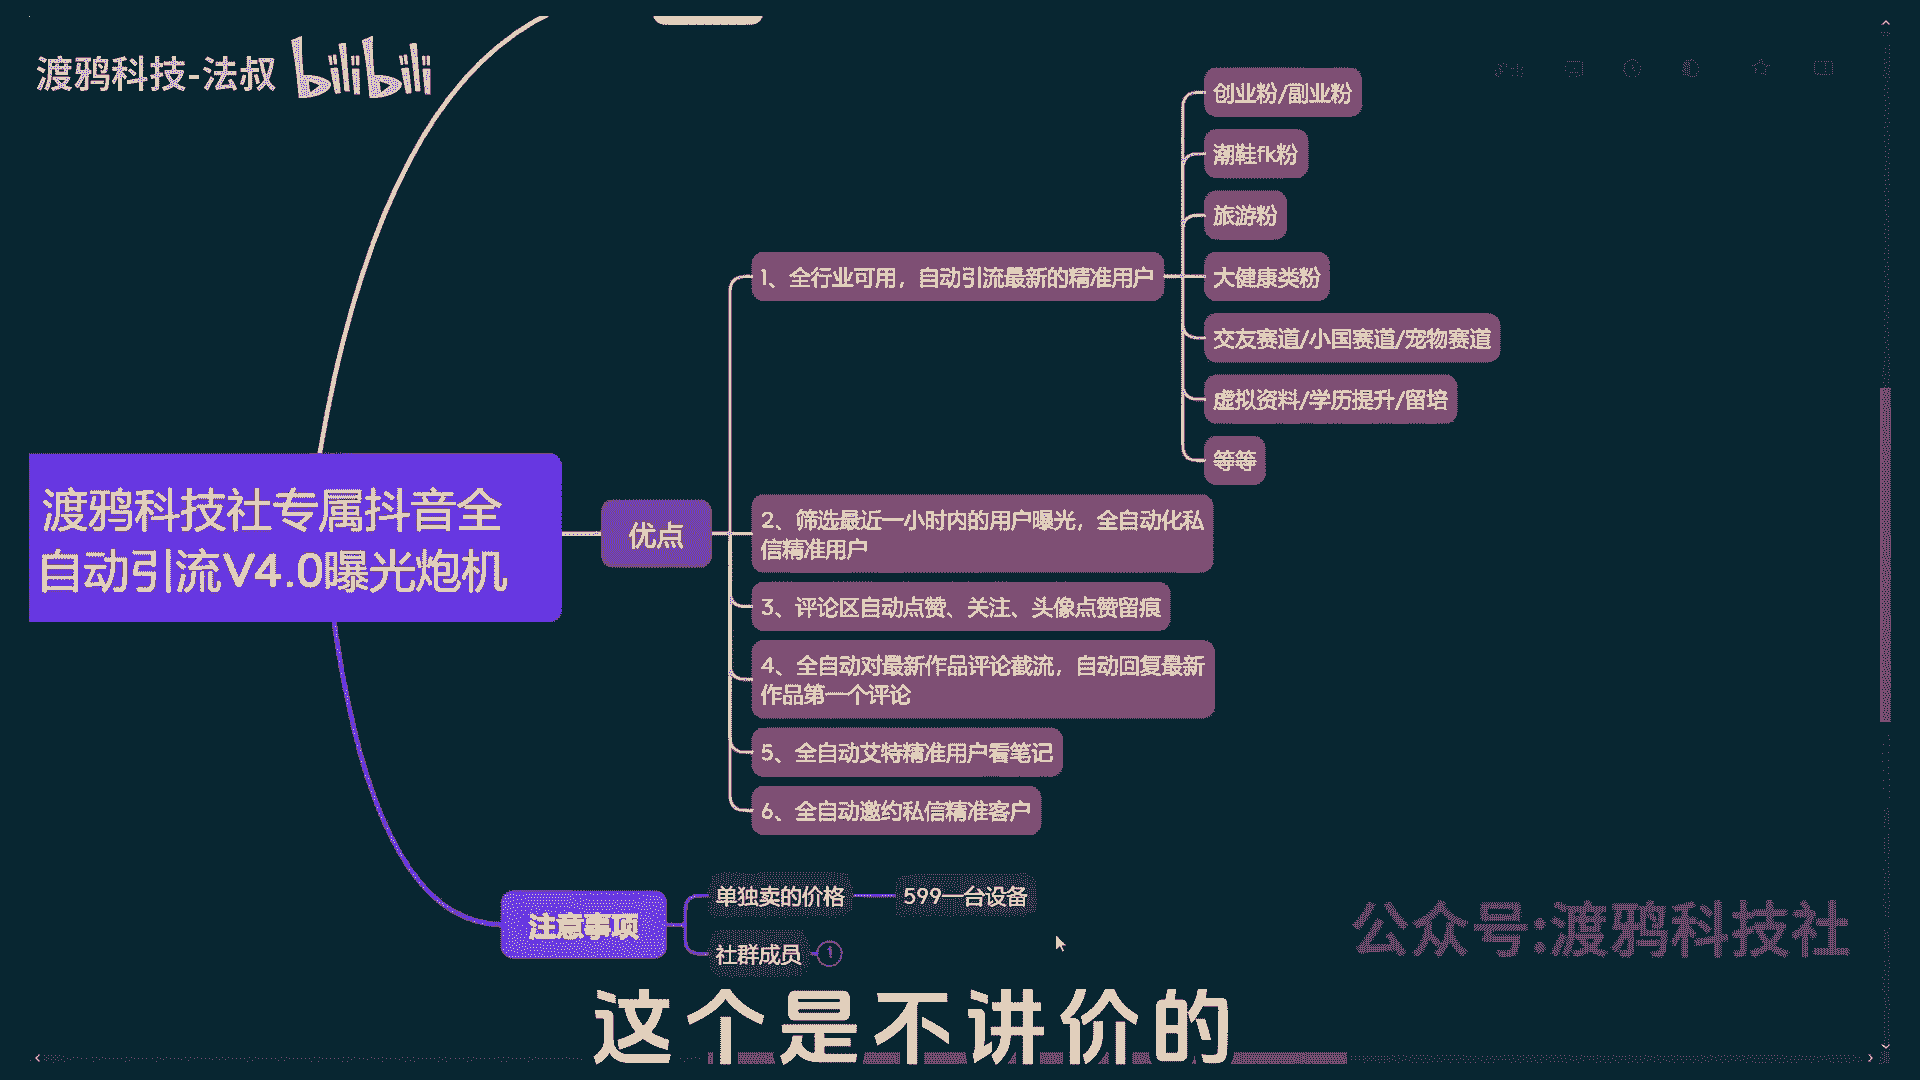 渡鸦科技-法叔 bilibili
创业粉/副业粉
潮鞋fk粉
旅游粉
1、全行业可用，自动引流最新的精准用户
大健康类粉
交友赛道/小国赛道/宠物赛道
虚拟资料/学历提升/留培
等等
渡鸦科技社专属抖音全
自动引流V4.0曝光炮机
优点
2、筛选最近一小时内的用户曝光，全自动化私
信精准用户
3、评论区自动点赞、关注、头像点赞留痕
4、全自动对最新作品评论截流，自动回复最新
作品第一个评论
5、全自动艾特精准用户看笔记
6、全自动邀约私信精准客户
注意事项
单独卖的价格
599一台设备
社群成员
1
公众号:渡鸦科技社
这个是不讲价的